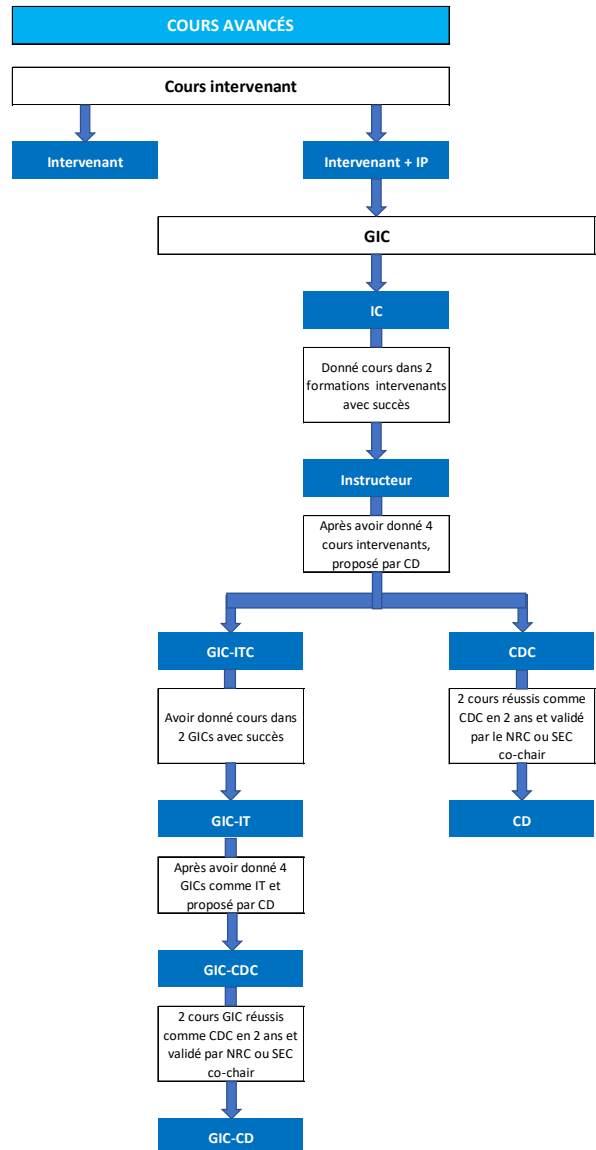 COURS AVANCÉS
Cours intervenant
Intervenant
Intervenant + IP
GIC
IC
Donné cours dans 2
formations intervenants
avec succès
Instructeur
Après avoir donné 4
cours intervenants,
proposé par CD
GIC-ITC
CDC
Avoir donné cours dans
2 GICs avec succès
2 cours réussis comme
CDC en 2 ans et validé
par le NRC ou SEC
co-chair
GIC-IT
CD
Après avoir donné 4
GICs comme IT et
proposé par CD
GIC-CDC
2 cours GIC réussis
comme CDC en 2 ans et
validé par NRC ou SEC
co-chair
GIC-CD